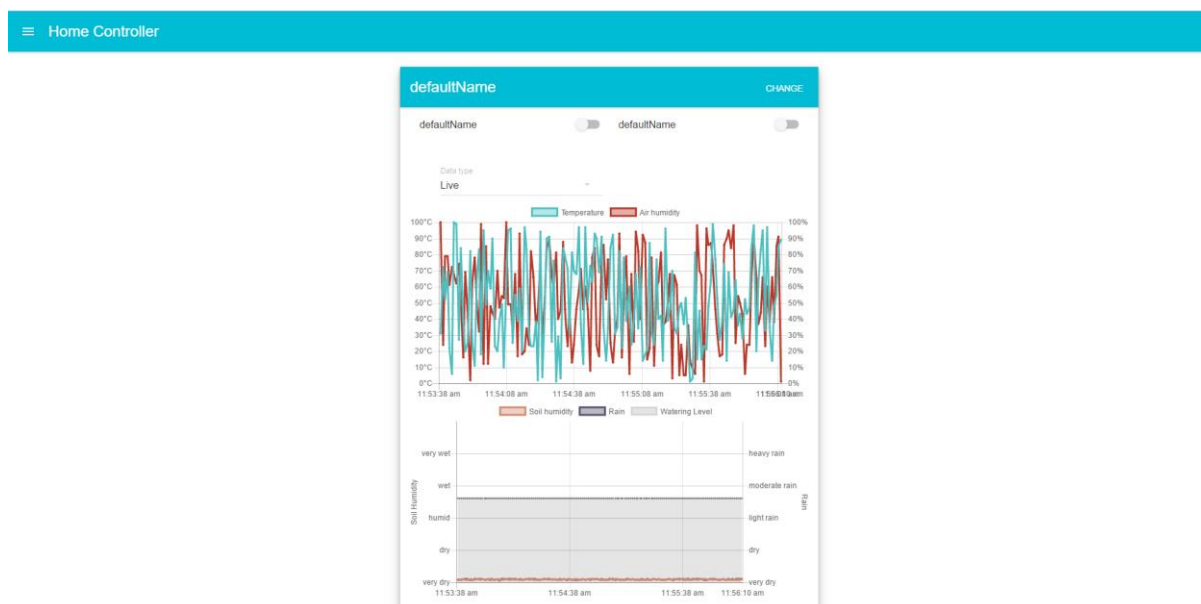 Home Controller
defaultName CHANGE
defaultName defaultName
Data type
Live
Temperature Air humidity
100°C 100%
90°C 90%
80°C 80%
70°C 70%
60°C 60%
50°C 50%
40°C 40%
30°C 30%
20°C 20%
10°C 10%
0°C 0%
11:53:38 am 11:54:08 am 11:54:38 am 11:55:08 am 11:55:38 am
Soil humidity Rain Watering Level
very wet heavy rain
wet moderate rain
humid light rain
dry dry
very dry very dry
Soil Humidity
Rain
11:53:38 am 11:54:38 am 11:55:38 am 11:56:10 am